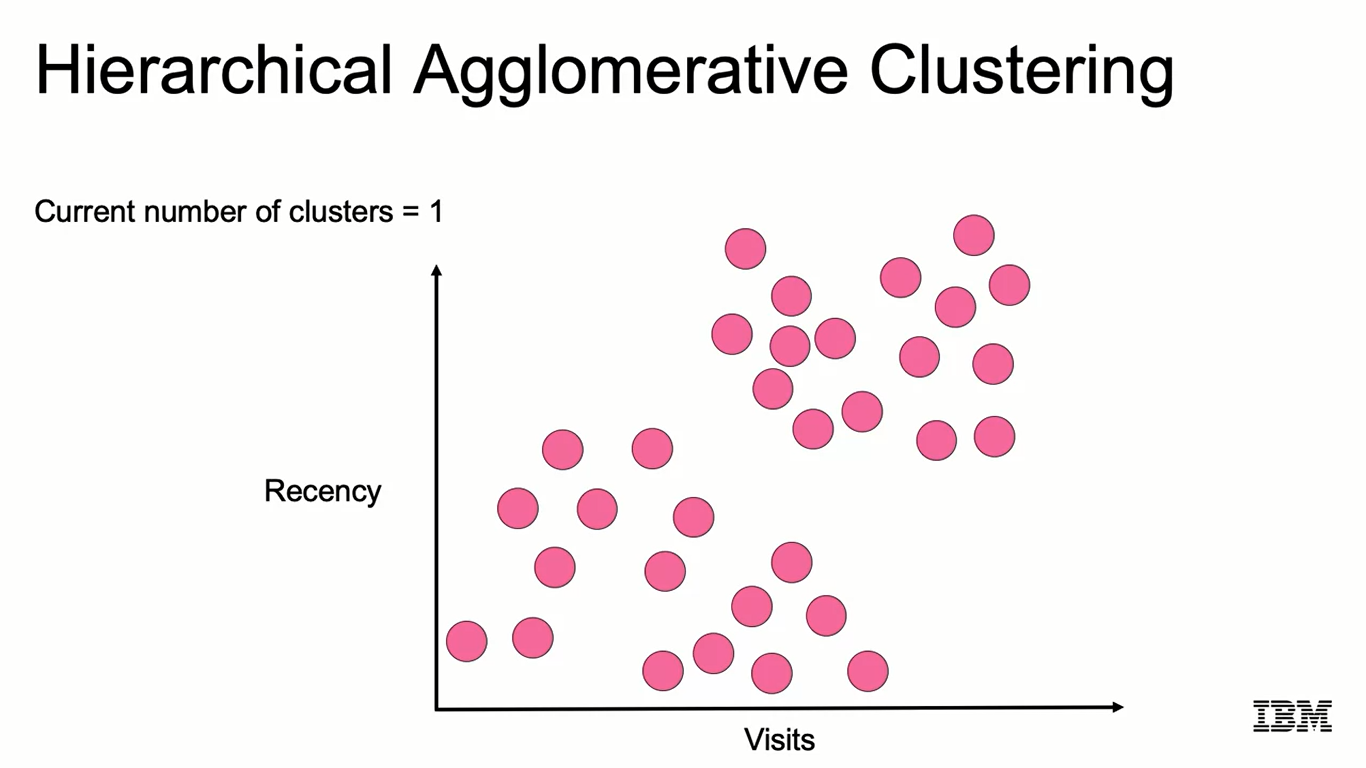 Hierarchical Agglomerative Clustering
Current number of clusters = 1
Recency
Visits
IBM